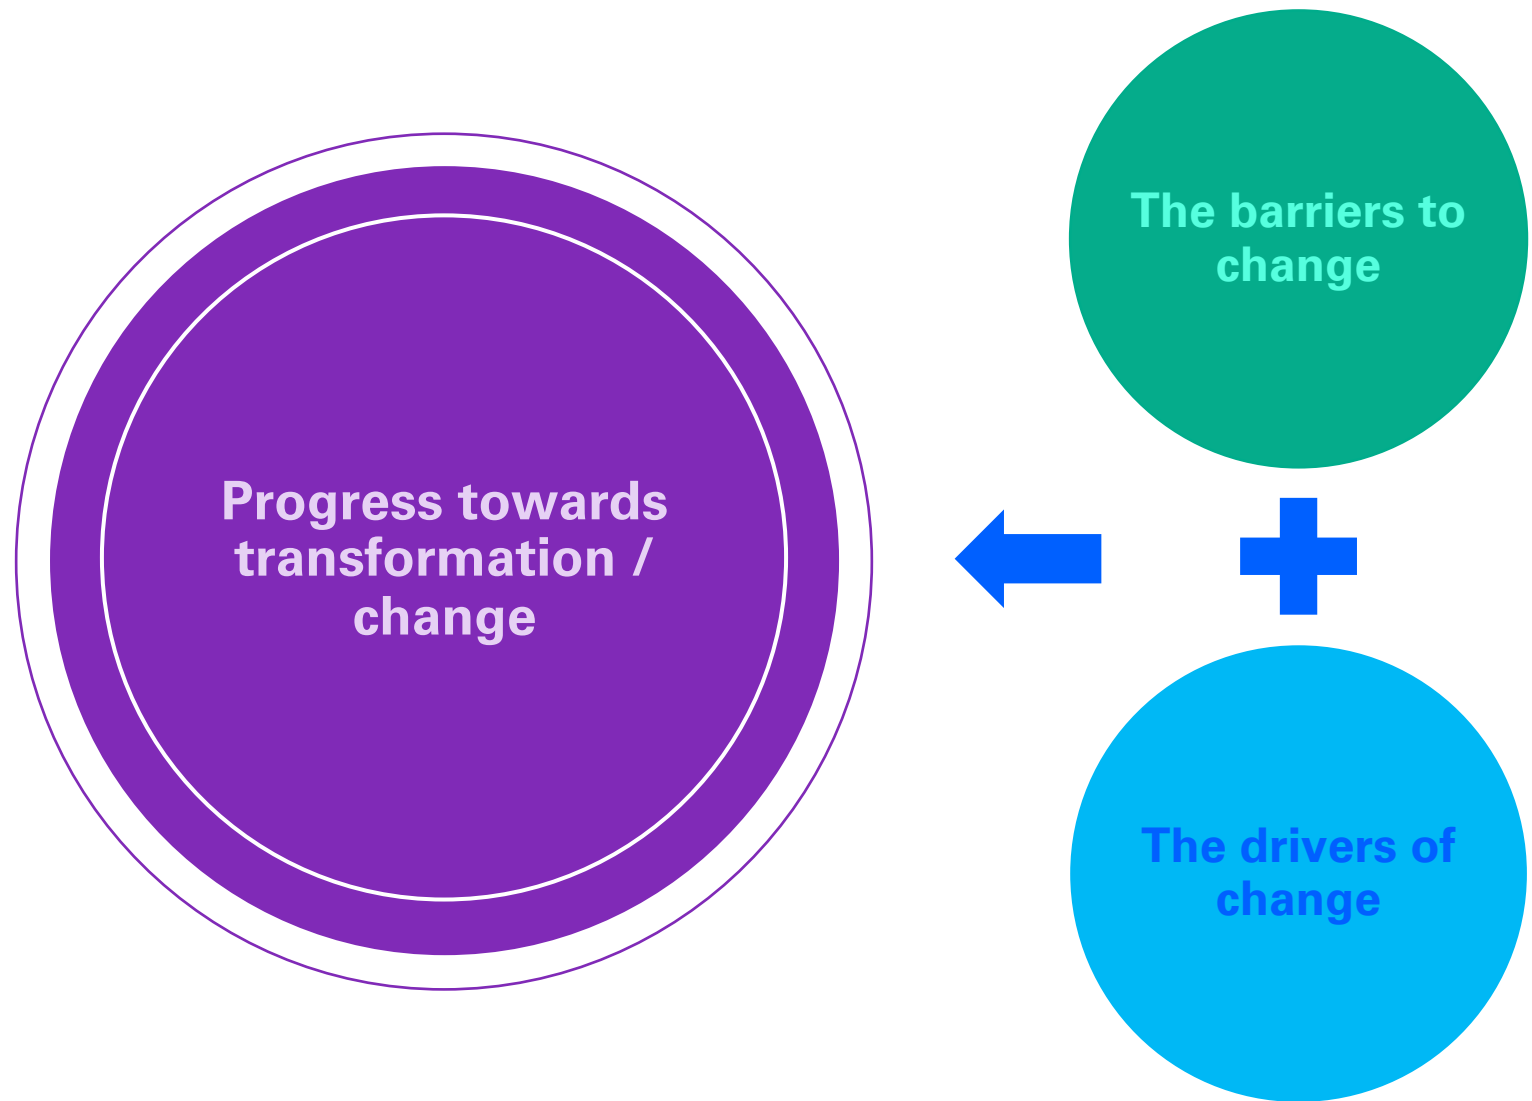 Progress towards
transformation /
change
The barriers to
change
The drivers of
change